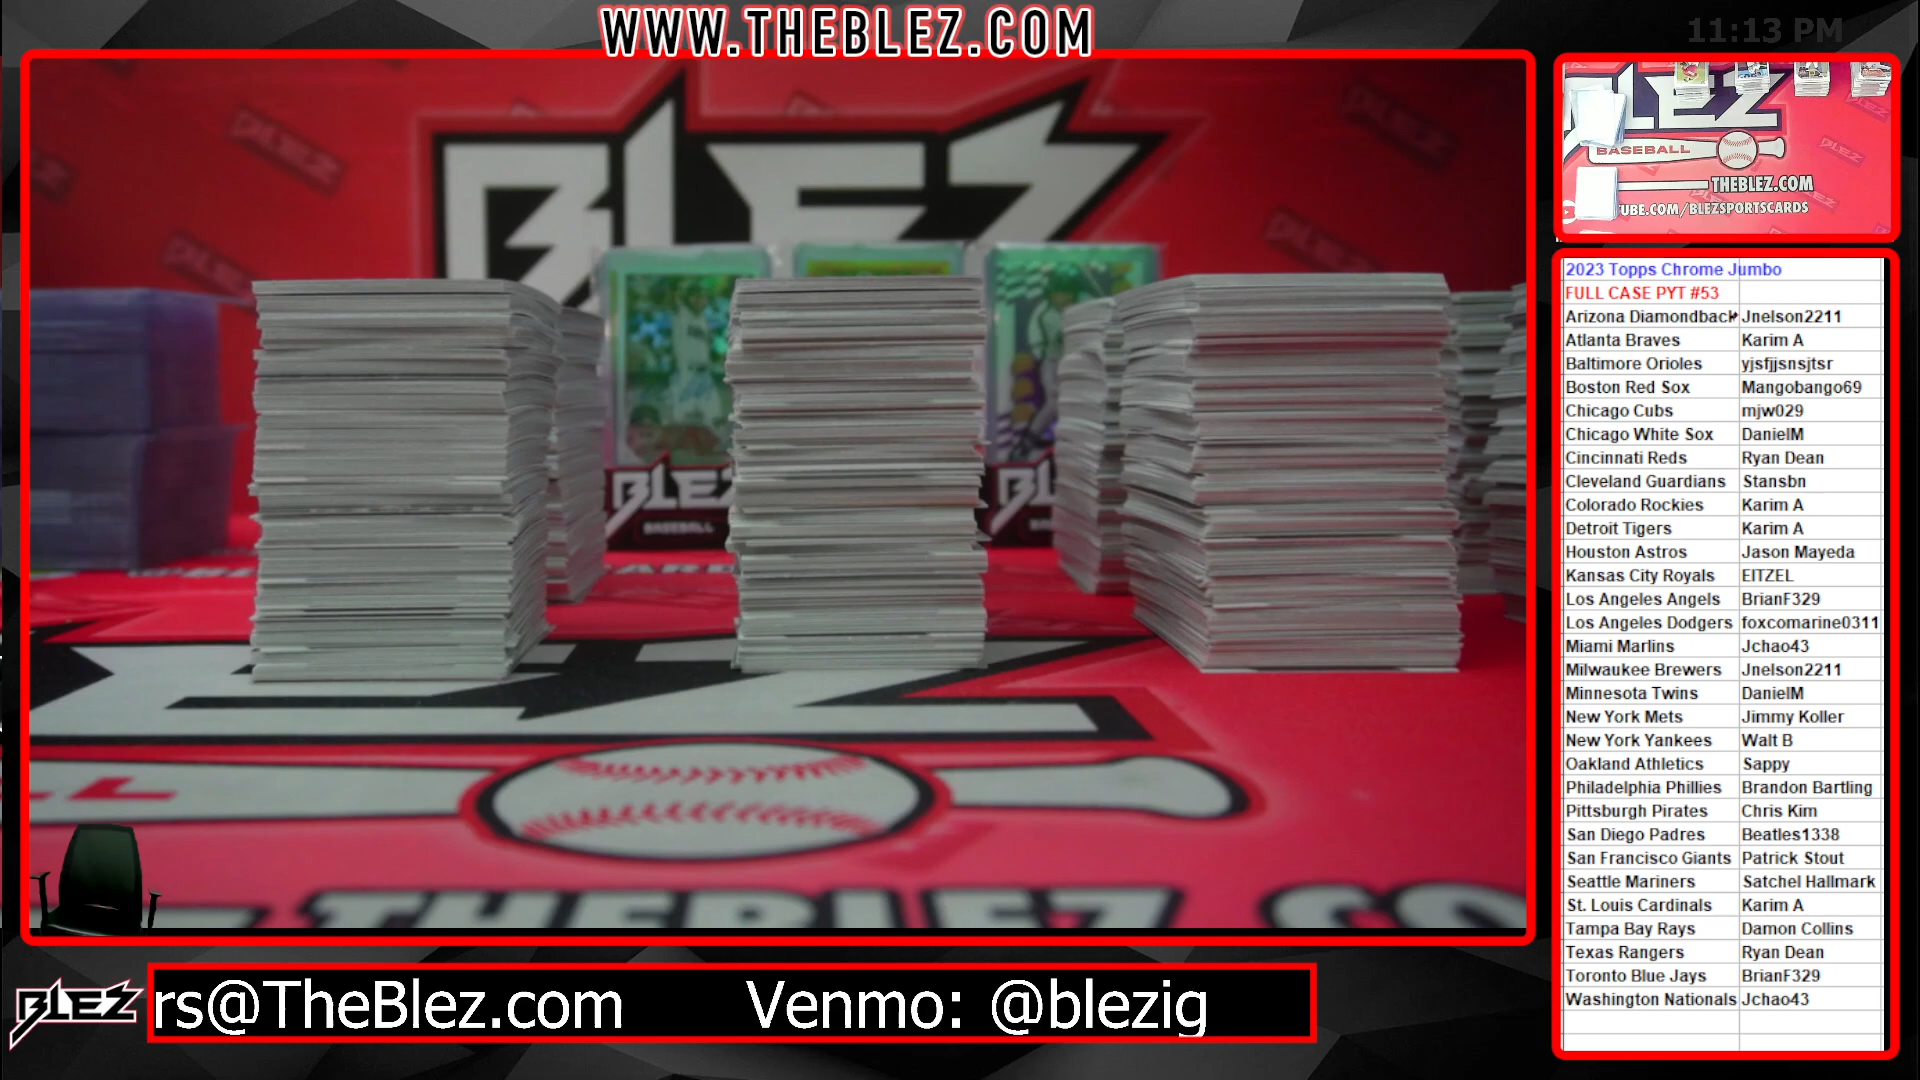 WWW.THEBLEZ.COM
11:13 PM
BLEZ
BLEZ
BASEBALL
BLEZ
BASEBALL
THEBLEZ.COM
UBE.COM/BLEZSPORTSCARDS
2023 Topps Chrome Jumbo
FULL CASE PYT #53
Arizona Diamondback Jnelson2211
Atlanta Braves Karim A
Baltimore Orioles yjsfjjsnsjtsr
Boston Red Sox Mangobango69
Chicago Cubs mjw029
Chicago White Sox DanielM
Cincinnati Reds Ryan Dean
Cleveland Guardians Stansbn
Colorado Rockies Karim A
Detroit Tigers Karim A
Houston Astros Jason Mayeda
Kansas City Royals EITZEL
Los Angeles Angels BrianF329
Los Angeles Dodgers foxcomarine0311
Miami Marlins Jchao43
Milwaukee Brewers Jnelson2211
Minnesota Twins DanielM
New York Mets Jimmy Koller
New York Yankees Walt B
Oakland Athletics Sappy
Philadelphia Phillies Brandon Bartling
Pittsburgh Pirates Chris Kim
San Diego Padres Beatles1338
San Francisco Giants Patrick Stout
Seattle Mariners Satchel Hallmark
St. Louis Cardinals Karim A
Tampa Bay Rays Damon Collins
Texas Rangers Ryan Dean
Toronto Blue Jays BrianF329
Washington Nationals Jchao43
BLEZ
rs@TheBlez.com Venmo: @blezig